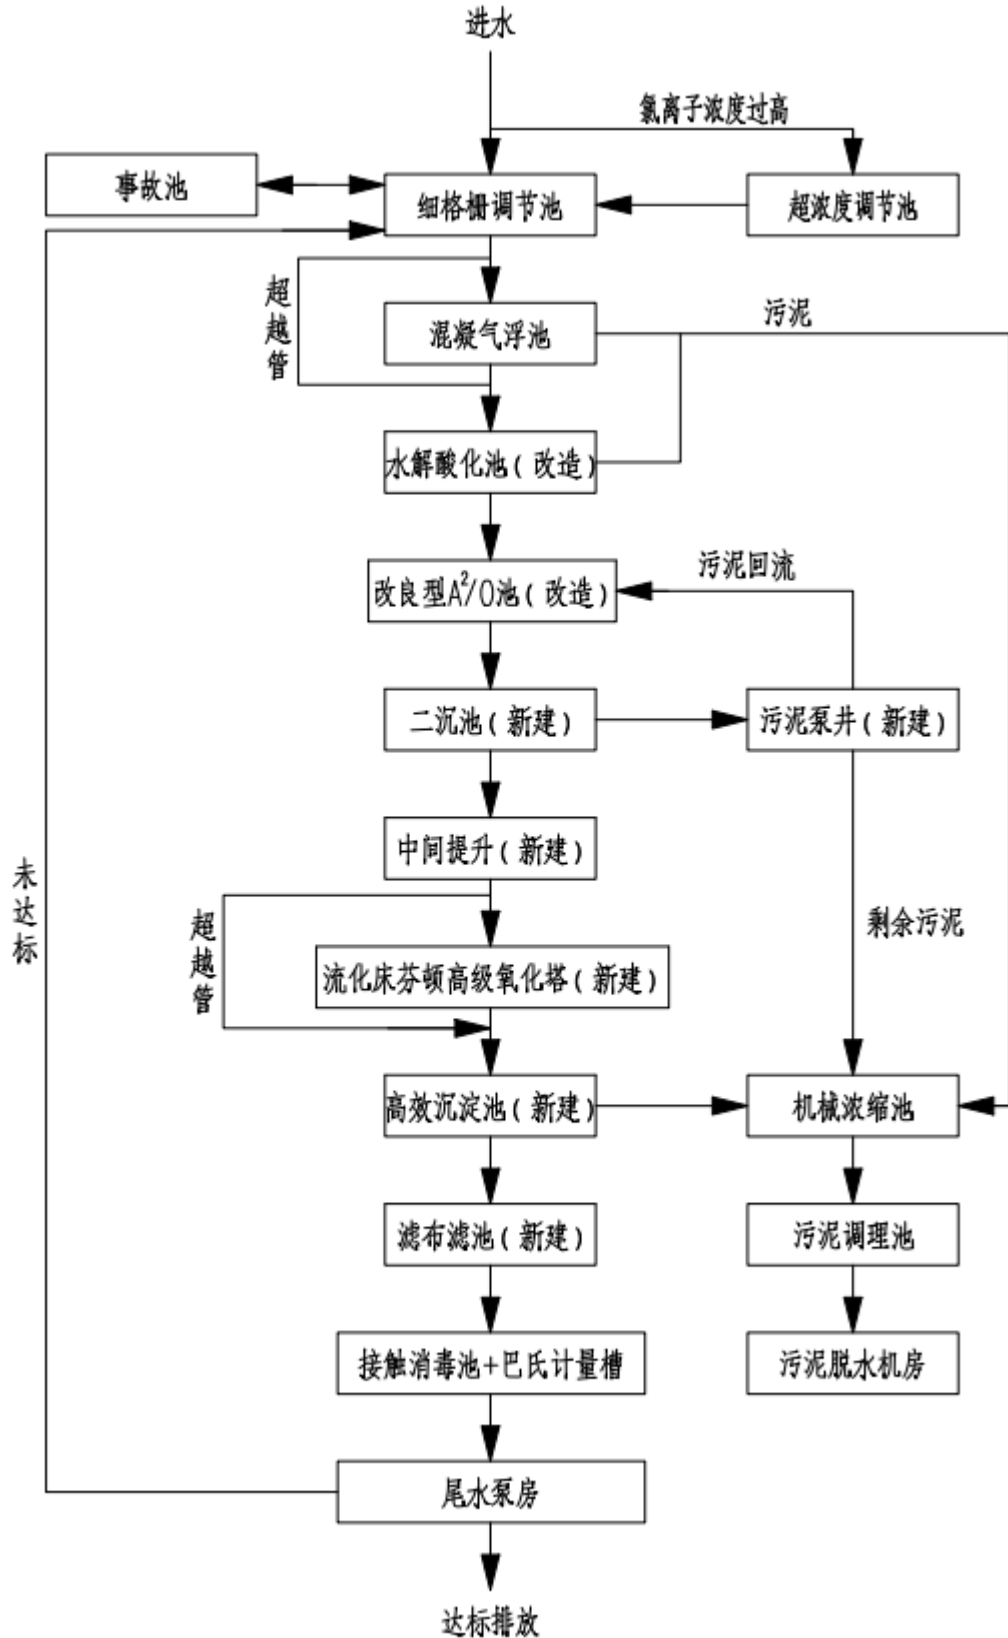 进水
氯离子浓度过高
事故池
细格栅调节池
超浓度调节池
超越管
混凝气浮池
污泥
水解酸化池(改造)
污泥回流
改良型A²/O池(改造)
二沉池(新建)
污泥泵井(新建)
中间提升(新建)
未达标
超越管
剩余污泥
流化床芬顿高级氧化塔(新建)
高效沉淀池(新建)
机械浓缩池
滤布滤池(新建)
污泥调理池
接触消毒池+巴氏计量槽
污泥脱水机房
尾水泵房
达标排放